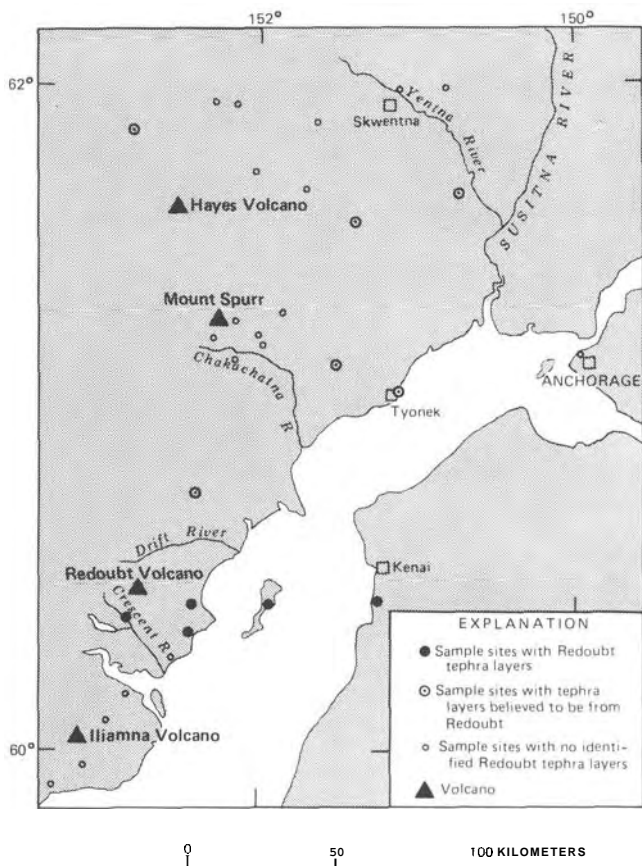 152°
150°
62°
Yentna
River
Skwentna
SUSITNA RIVER
Hayes Volcano
Mount Spurr
Chakachatna
R
ANCHORAGE
Tyonek
Drift River
Redoubt Volcano
Kenai
Crescent R
60°
Iliamna Volcano
EXPLANATION
Sample sites with Redoubt
tephra layers
Sample sites with tephra
layers believed to be from
Redoubt
Sample sites with no identi-
fied Redoubt tephra layers
Volcano
0 50 100 KILOMETERS